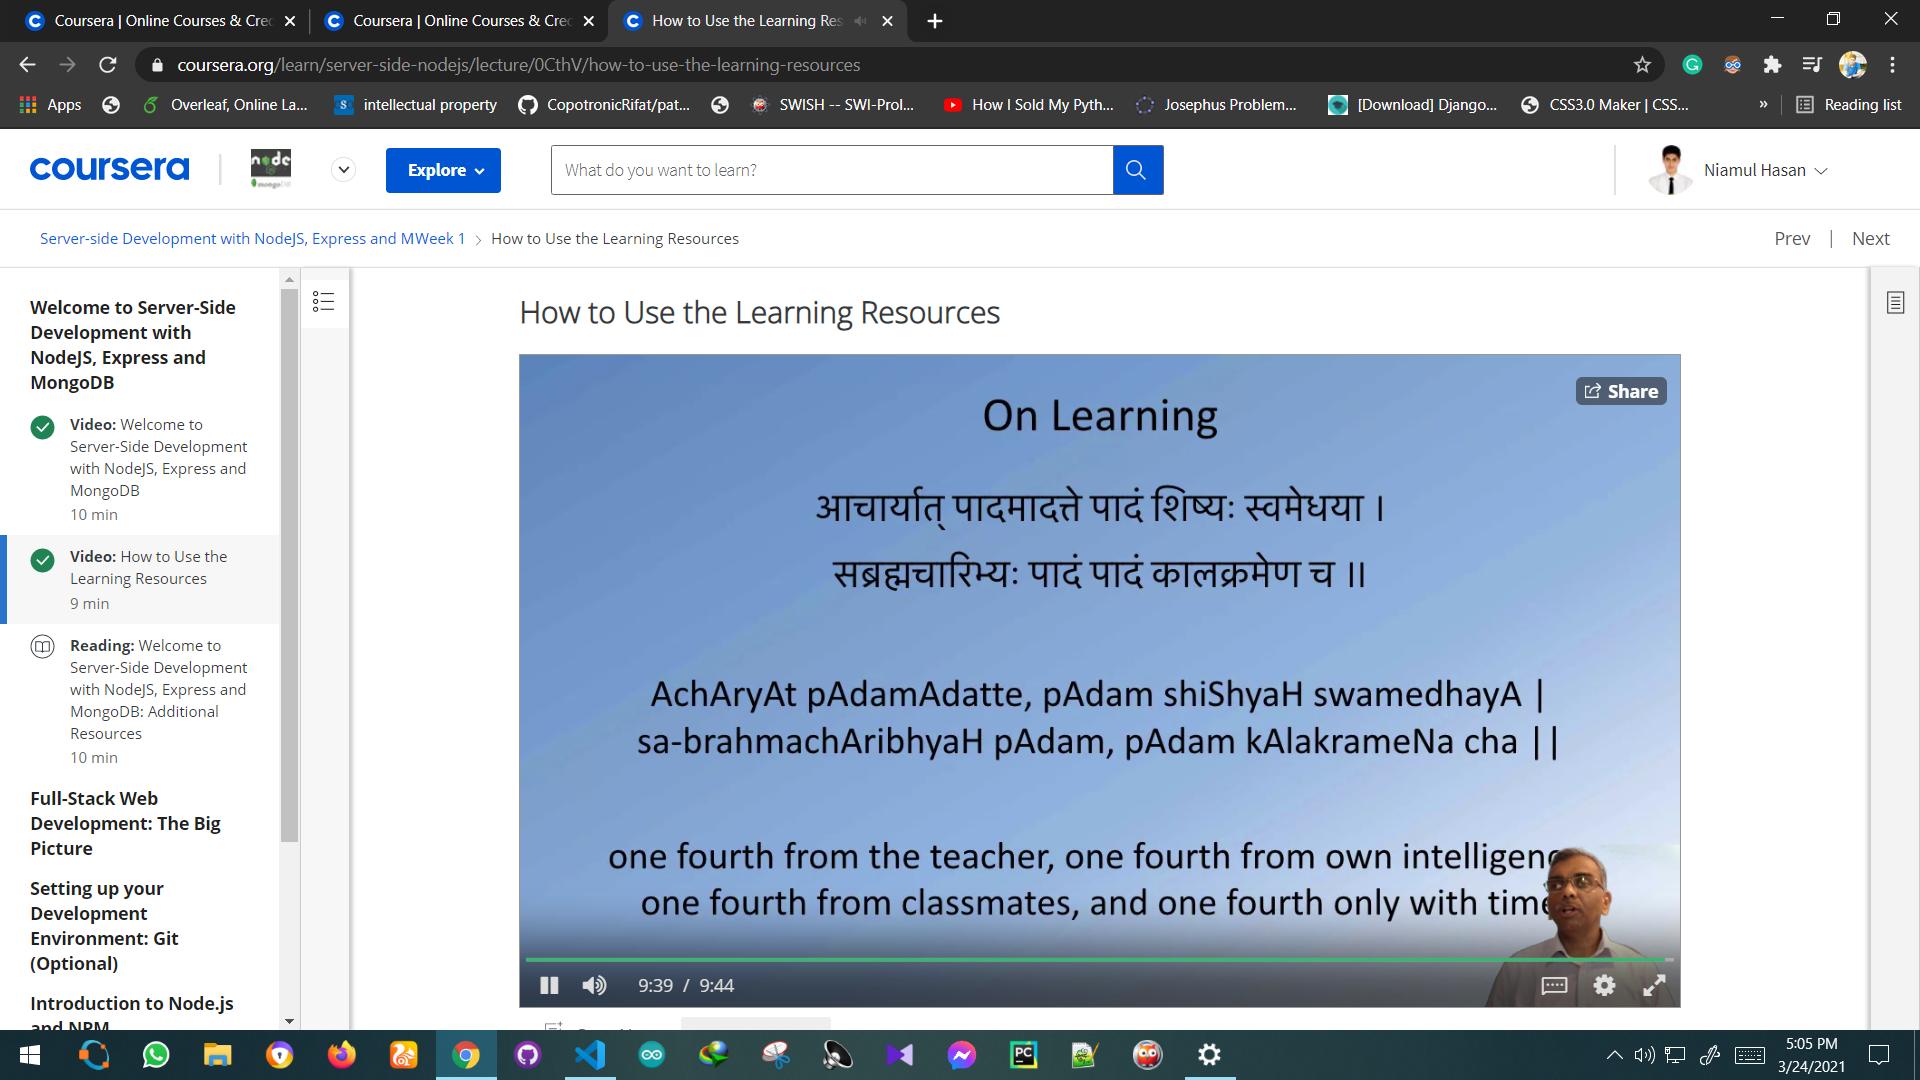 Coursera | Online Courses & Cre
Coursera | Online Courses & Cre
How to Use the Learning Res
coursera.org/learn/server-side-nodejs/lecture/0CthV/how-to-use-the-learning-resources
Apps
Overleaf, Online La...
intellectual property
CopotronicRifat/pat...
SWISH -- SWI-Prol...
How I Sold My Pyth...
Josephus Problem...
[Download] Django...
CSS3.0 Maker | CSS...
»
Reading list
coursera
node
mongoDB
Explore
What do you want to learn?
Niamul Hasan
Server-side Development with NodeJS, Express and MWeek 1 > How to Use the Learning Resources
Prev | Next
Welcome to Server-Side
Development with
NodeJS, Express and
MongoDB
Video: Welcome to
Server-Side Development
with NodeJS, Express and
MongoDB
10 min
Video: How to Use the
Learning Resources
9 min
Reading: Welcome to
Server-Side Development
with NodeJS, Express and
MongoDB: Additional
Resources
10 min
Full-Stack Web
Development: The Big
Picture
Setting up your
Development
Environment: Git
(Optional)
Introduction to Node.js
and NPM
How to Use the Learning Resources
Share
On Learning
आचार्यात् पादमादत्ते पादं शिष्यः स्वमेधया ।
सब्रह्मचारिभ्यः पादं पादं कालक्रमेण च ॥
AchAryAt pAdamAdatte, pAdam shiShyaH swamedhayA |
sa-brahmachAribhyaH pAdam, pAdam kAlakrameNa cha ||
one fourth from the teacher, one fourth from own intelligenc
one fourth from classmates, and one fourth only with time
9:39 / 9:44
PC
5:05 PM
3/24/2021